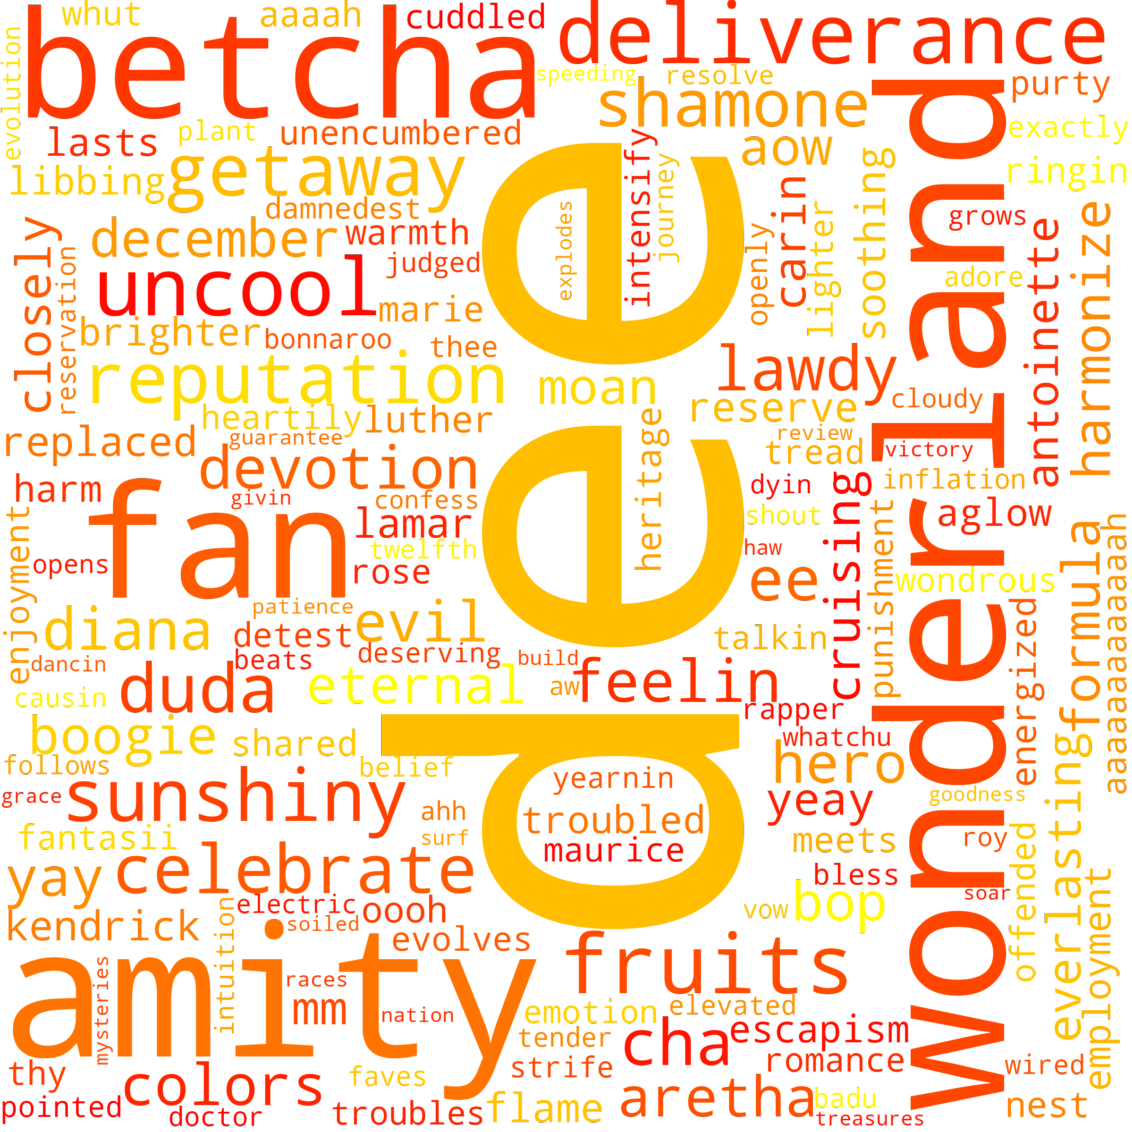 whut
aaaah
cuddled
deliverance
betcha
evolution
speeding
resolve
purty
shamone
lasts
plant
unencumbered
exactly
aow
getaway
libbing
ringin
damnedest
intensify
journey
carin
soothing
wonderland
grows
december
warmth
explodes
openly
lighter
harmonize
closely
reservation
judged
adore
antoinette
uncool
marie
brighter
bonnaroo
thee
lawdy
reputation
moan
cloudy
heartily
luther
reserve
replaced
guarantee
heritage
review
tread
victory
devotion
inflation
harm
givin
confess
dyin
cruising
fan
lamar
shout
aglow
twelfth
haw
opens
rose
ee
wondrous
enjoyment
punishment
formula
aaaaaaaaaaaaah
patience
evil
diana
detest
talkin
energized
deserving
beats
build
dancin
duda
eternal
aw
feelin
causin
rapper
deeee
boogie
shared
whatchu
follows
belief
hero
yearnin
grace
sunshiny
yeay
goodness
everlasting
ahh
troubled
fantasii
surf
meets
roy
maurice
offended
yay
celebrate
bless
soar
employment
electric
oooh
vow
bop
kendrick
intuition
soiled
evolves
amity
fruits
mysteries
races
mm
nation
emotion
elevated
tender
cha
escapism
thy
strife
romance
wired
colors
faves
pointed
doctor
troubles
flame
aretha
badu
treasures
nest